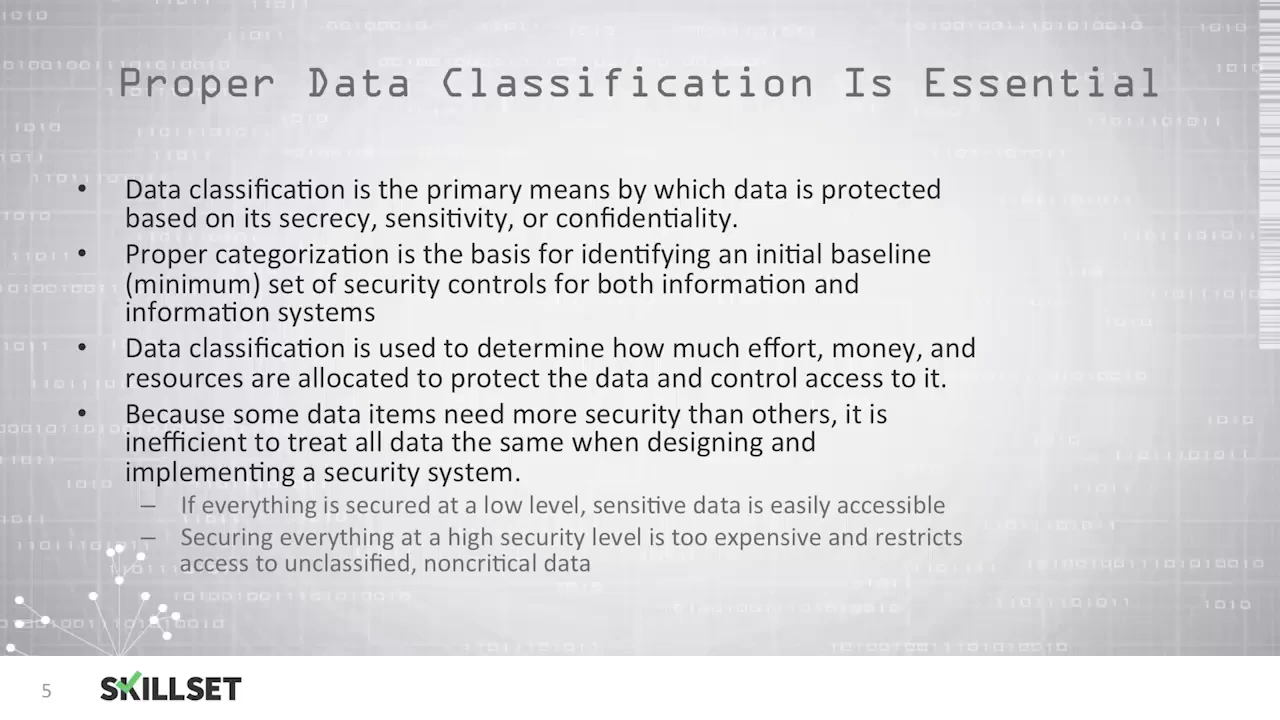 Proper Data Classification Is Essential
• Data classification is the primary means by which data is protected
based on its secrecy, sensitivity, or confidentiality.
• Proper categorization is the basis for identifying an initial baseline
(minimum) set of security controls for both information and
information systems
• Data classification is used to determine how much effort, money, and
resources are allocated to protect the data and control access to it.
• Because some data items need more security than others, it is
inefficient to treat all data the same when designing and
implementing a security system.
– If everything is secured at a low level, sensitive data is easily accessible
– Securing everything at a high security level is too expensive and restricts
access to unclassified, noncritical data
5
SKILLSET